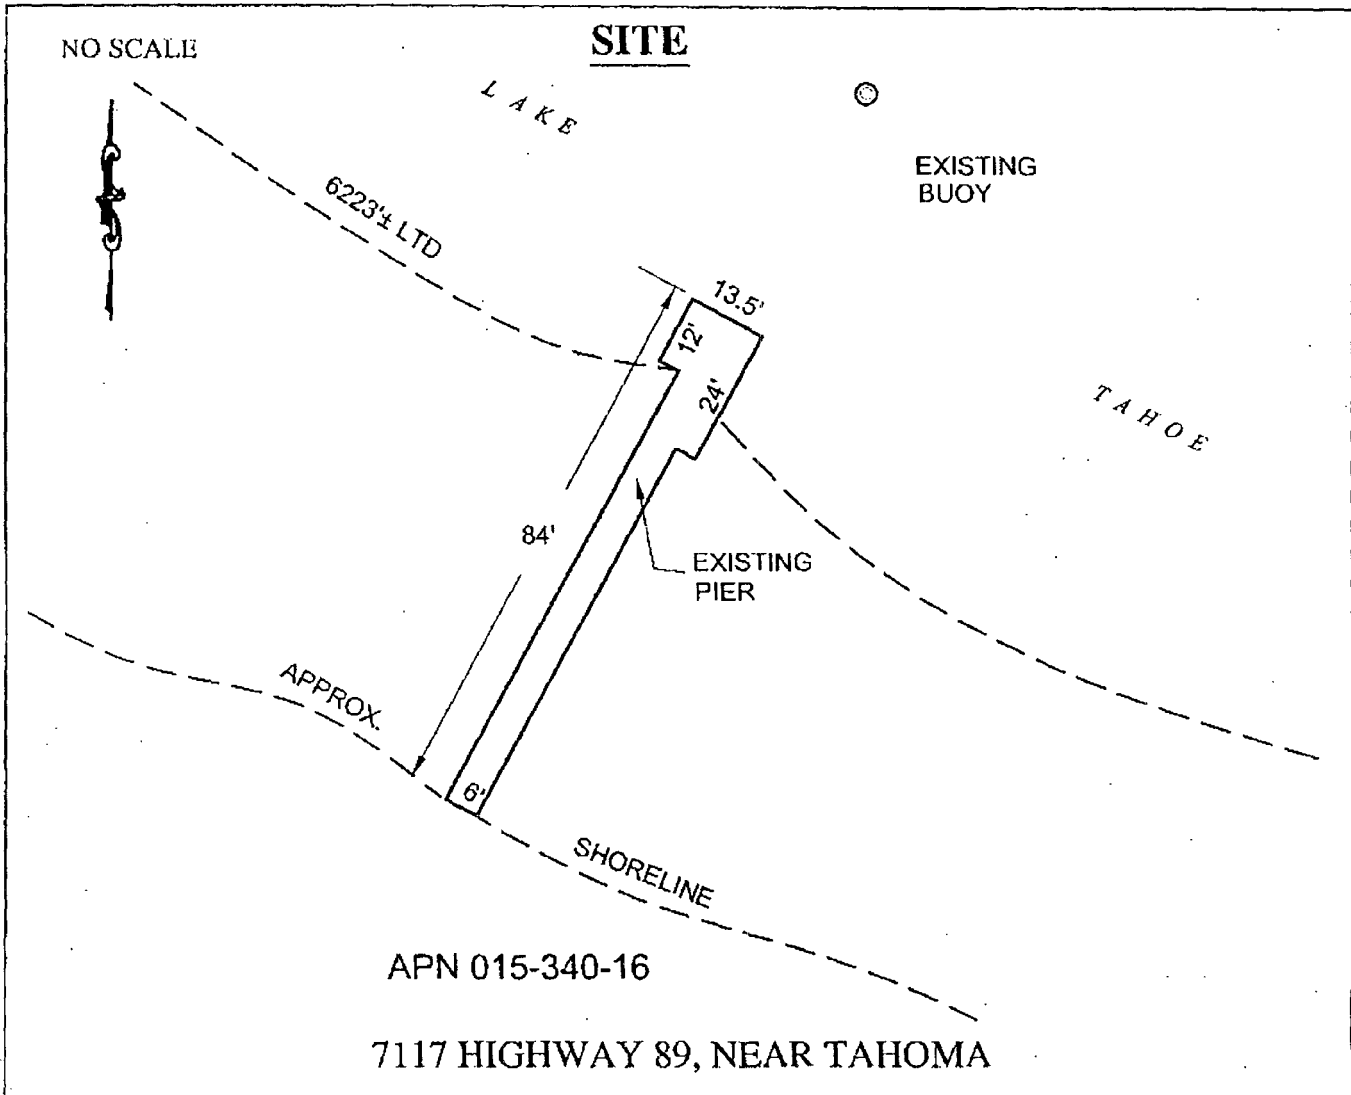 NO SCALE
SITE
LAKE
EXISTING
BUOY
6223'± LTD
13.5'
12'
24'
TAHOE
84'
EXISTING
PIER
APPROX.
6'
SHORELINE
APN 015-340-16
7117 HIGHWAY 89, NEAR TAHOMA